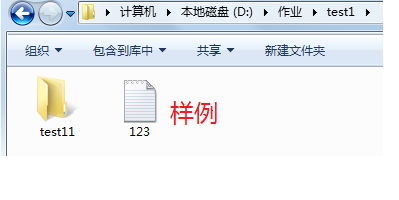 计算机 本地磁盘 (D:) 作业 test1
组织 包含到库中 共享 新建文件夹
test11 123 样例